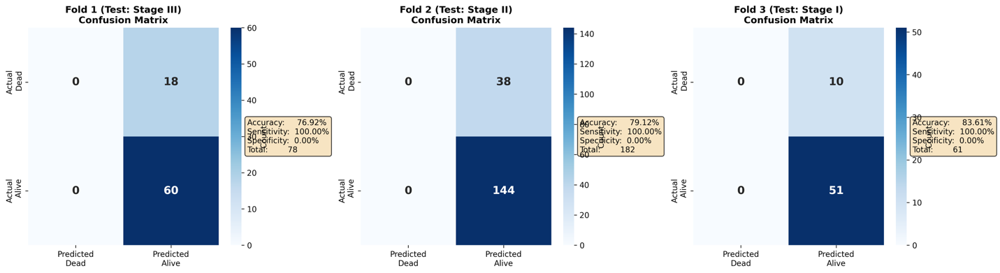 Fold 1 (Test: Stage III)
Confusion Matrix
Actual
Dead
Actual
Alive
0
18
0
60
Predicted
Dead
Predicted
Alive
60
50
40
30
20
10
0
Count
Accuracy: 76.92%
Sensitivity: 100.00%
Specificity: 0.00%
Total: 78
Fold 2 (Test: Stage II)
Confusion Matrix
Actual
Dead
Actual
Alive
0
38
0
144
Predicted
Dead
Predicted
Alive
140
120
100
80
60
40
20
0
Count
Accuracy: 79.12%
Sensitivity: 100.00%
Specificity: 0.00%
Total: 182
Fold 3 (Test: Stage I)
Confusion Matrix
Actual
Dead
Actual
Alive
0
10
0
51
Predicted
Dead
Predicted
Alive
50
40
30
20
10
0
Count
Accuracy: 83.61%
Sensitivity: 100.00%
Specificity: 0.00%
Total: 61